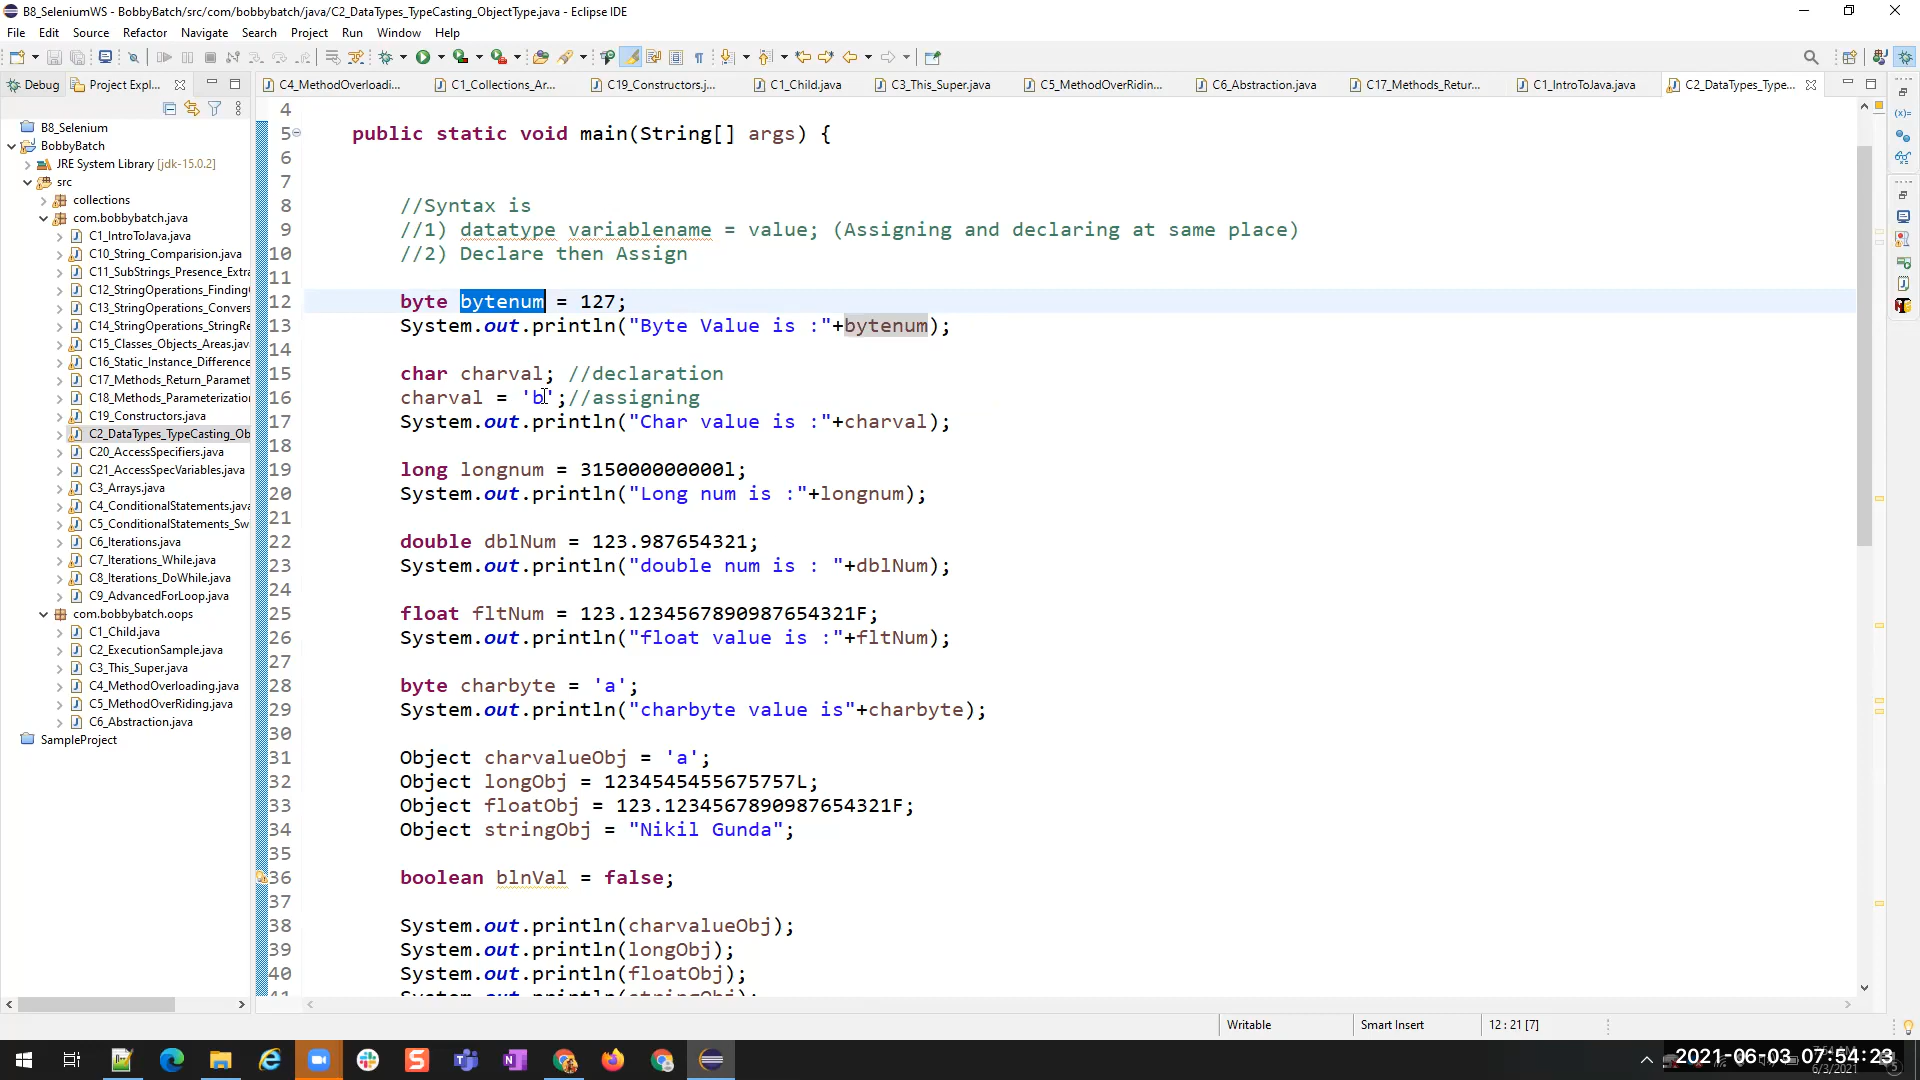 B8_SeleniumWS - BobbyBatch/src/com/bobbybatch/java/C2_DataTypes_TypeCasting_ObjectType.java - Eclipse IDE
File Edit Source Refactor Navigate Search Project Run Window Help
Debug Project Expl...
C4_MethodOverloadi... C1_Collections_Ar... C19_Constructors.j... C1_Child.java C3_This_Super.java C5_MethodOverRidin... C6_Abstraction.java C17_Methods_Retur... C1_IntroToJava.java C2_DataTypes_Type...
B8_Selenium
BobbyBatch
JRE System Library [jdk-15.0.2]
src
collections
com.bobbybatch.java
C1_IntroToJava.java
C10_String_Comparision.java
C11_SubStrings_Presence_Extra
C12_StringOperations_Finding
C13_StringOperations_Convers
C14_StringOperations_StringRe
C15_Classes_Objects_Areas.java
C16_Static_Instance_Difference
C17_Methods_Return_Paramet
C18_Methods_Parameterization
C19_Constructors.java
C2_DataTypes_TypeCasting_Ob
C20_AccessSpecifiers.java
C21_AccessSpecVariables.java
C3_Arrays.java
C4_ConditionalStatements.java
C5_ConditionalStatements_Sw
C6_Iterations.java
C7_Iterations_While.java
C8_Iterations_DoWhile.java
C9_AdvancedForLoop.java
com.bobbybatch.oops
C1_Child.java
C2_ExecutionSample.java
C3_This_Super.java
C4_MethodOverloading.java
C5_MethodOverRiding.java
C6_Abstraction.java
SampleProject
4
5 public static void main(String[] args) {
6
7
8 //Syntax is
9 //1) datatype variablename = value; (Assigning and declaring at same place)
10 //2) Declare then Assign
11
12 byte bytenum = 127;
13 System.out.println("Byte Value is :"+bytenum);
14
15 char charval; //declaration
16 charval = 'b';//assigning
17 System.out.println("Char value is :"+charval);
18
19 long longnum = 3150000000000l;
20 System.out.println("Long num is :"+longnum);
21
22 double dblNum = 123.987654321;
23 System.out.println("double num is : "+dblNum);
24
25 float fltNum = 123.1234567890987654321F;
26 System.out.println("float value is :"+fltNum);
27
28 byte charbyte = 'a';
29 System.out.println("charbyte value is"+charbyte);
30
31 Object charvalueObj = 'a';
32 Object longObj = 1234545455675757L;
33 Object floatObj = 123.1234567890987654321F;
34 Object stringObj = "Nikil Gunda";
35
36 boolean blnVal = false;
37
38 System.out.println(charvalueObj);
39 System.out.println(longObj);
40 System.out.println(floatObj);
41 System.out.println(stringObj);
Writable Smart Insert 12 : 21 [7]
2021-06-03 07:54:23
6/3/2021